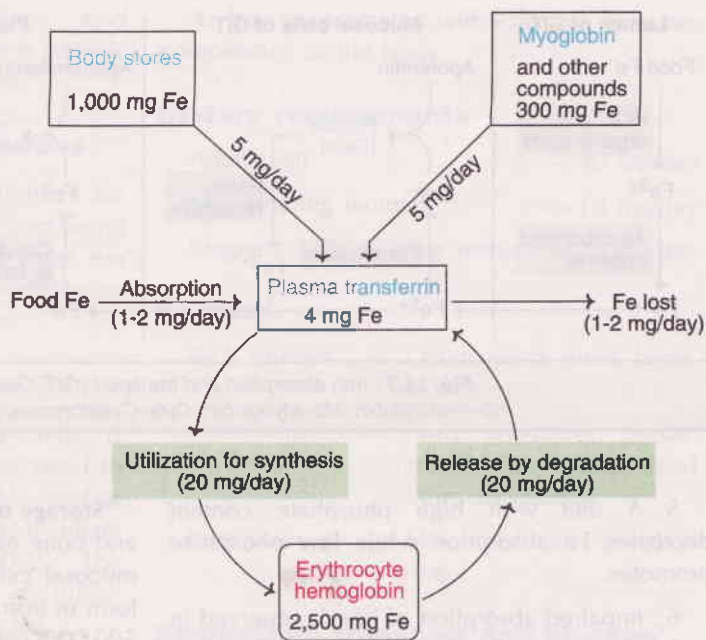 Body stores
1,000 mg Fe
Myoglobin
and other
compounds
300 mg Fe
5 mg/day
5 mg/day
Food Fe
Absorption
(1-2 mg/day)
Plasma transferrin
4 mg Fe
Fe lost
(1-2 mg/day)
Utilization for synthesis
(20 mg/day)
Release by degradation
(20 mg/day)
Erythrocyte
hemoglobin
2,500 mg Fe